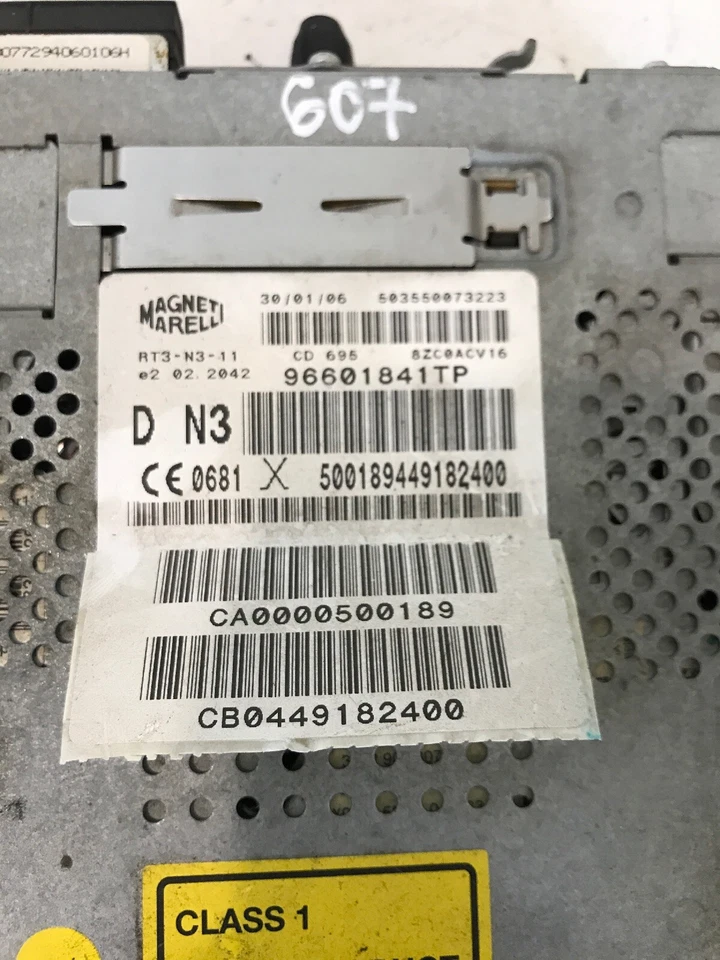 077294060106H
607
MAGNETI
MARELLI
30/01/06 503550073223
RT3-N3-11 CD 695 8ZC0ACV16
e2 02.2042 96601841TP
D N3
CE 0681 X 500189449182400
CA0000500189
CB0449182400
CLASS 1